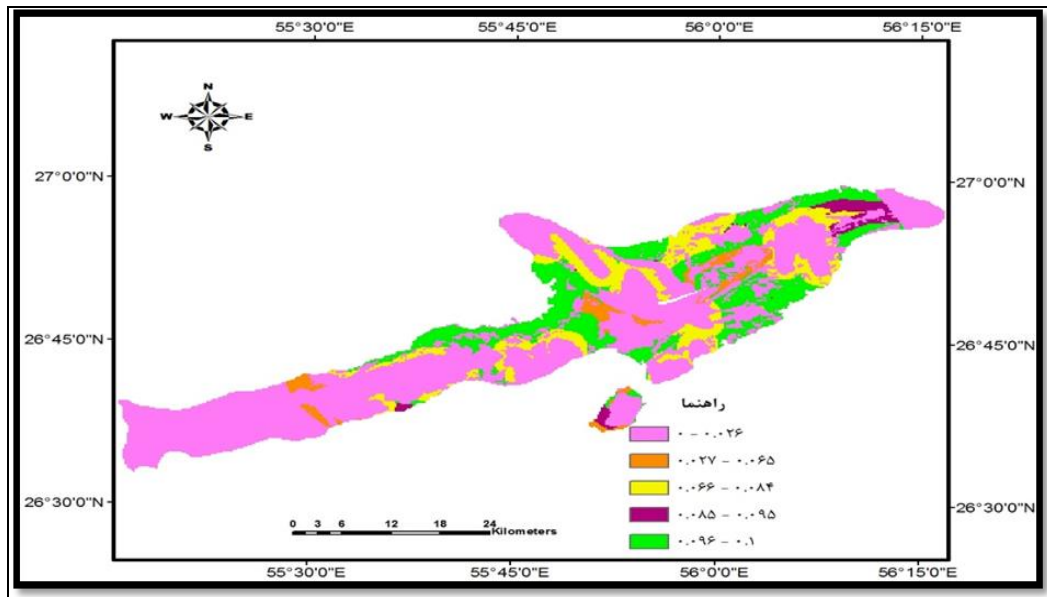 55°30'0"E 55°45'0"E 56°0'0"E 56°15'0"E
N
W E
S
27°0'0"N 27°0'0"N
26°45'0"N 26°45'0"N
راهنما
۰ – ۰.۰۲۶
۰.۰۲۷ – ۰.۰۶۵
۰.۰۶۶ – ۰.۰۸۴
۰.۰۸۵ – ۰.۰۹۵
۰.۰۹۶ – ۰.۱
26°30'0"N 26°30'0"N
0 3 6 12 18 24
Kilometers
55°30'0"E 55°45'0"E 56°0'0"E 56°15'0"E